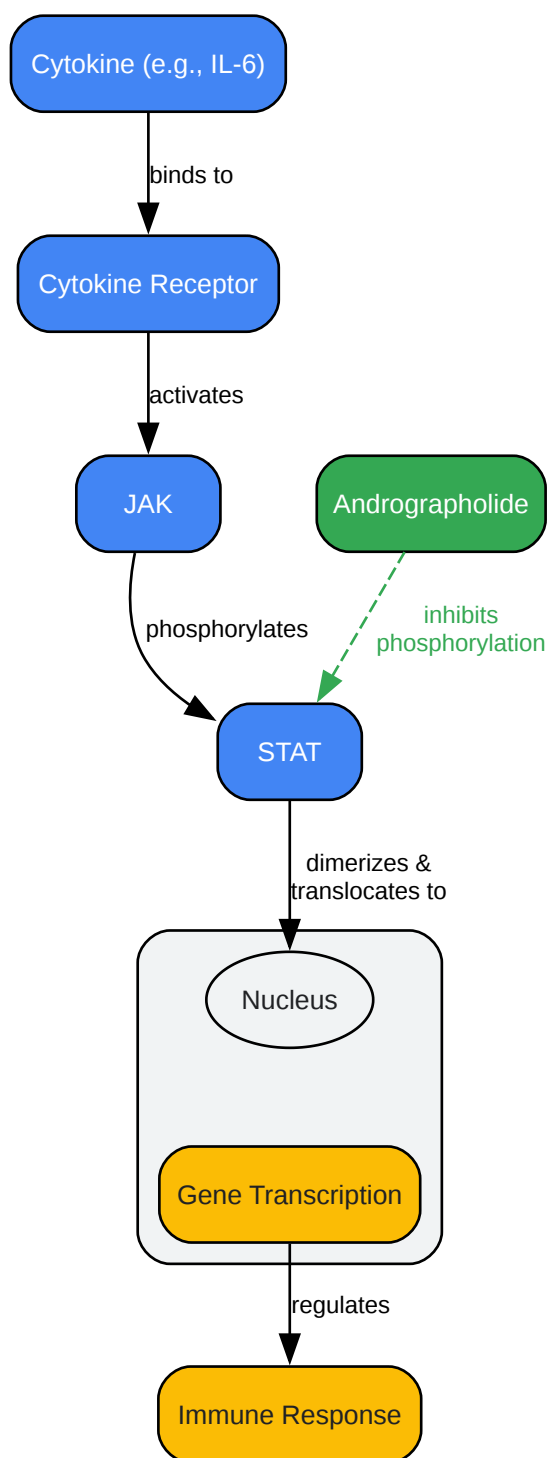 Cytokine (e.g., IL-6)
binds to
Cytokine Receptor
activates
JAK
Andrographolide
phosphorylates
inhibits
phosphorylation
STAT
dimerizes &
translocates to
Nucleus
Gene Transcription
regulates
Immune Response